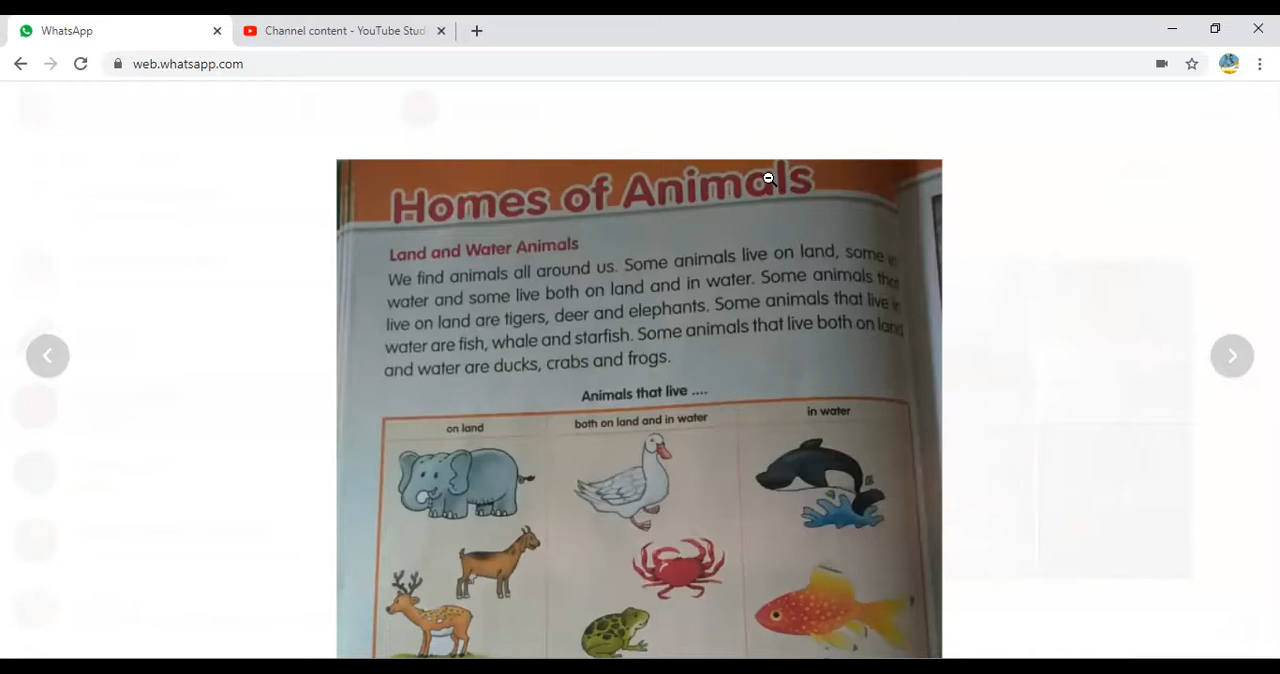 WhatsApp
Channel content - YouTube Stud
web.whatsapp.com
Homes of Animals
Land and Water Animals
We find animals all around us. Some animals live on land, some in
water and some live both on land and in water. Some animals that
live on land are tigers, deer and elephants. Some animals that live in
water are fish, whale and starfish. Some animals that live both on land
and water are ducks, crabs and frogs.
Animals that live ....
on land
both on land and in water
in water